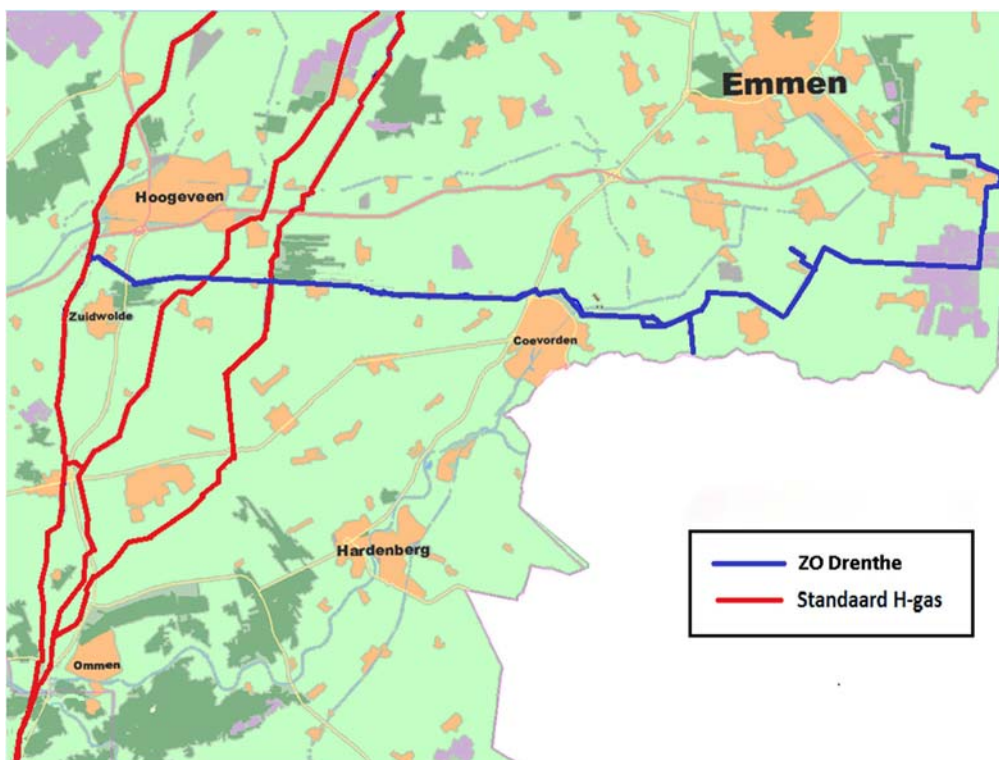 Emmen
Hoogeveen
Zuidwolde
Coevorden
Hardenberg
Ommen
ZO Drenthe
Standaard H-gas